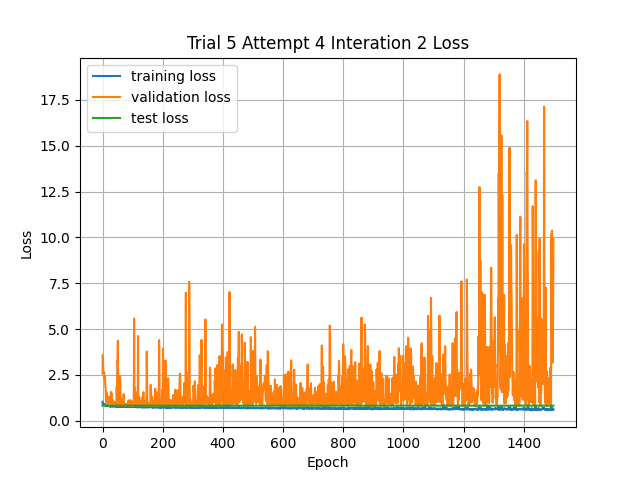 Trial 5 Attempt 4 Interation 2 Loss
training loss
validation loss
test loss
17.5
15.0
12.5
10.0
7.5
5.0
2.5
0.0
Loss
0 200 400 600 800 1000 1200 1400
Epoch